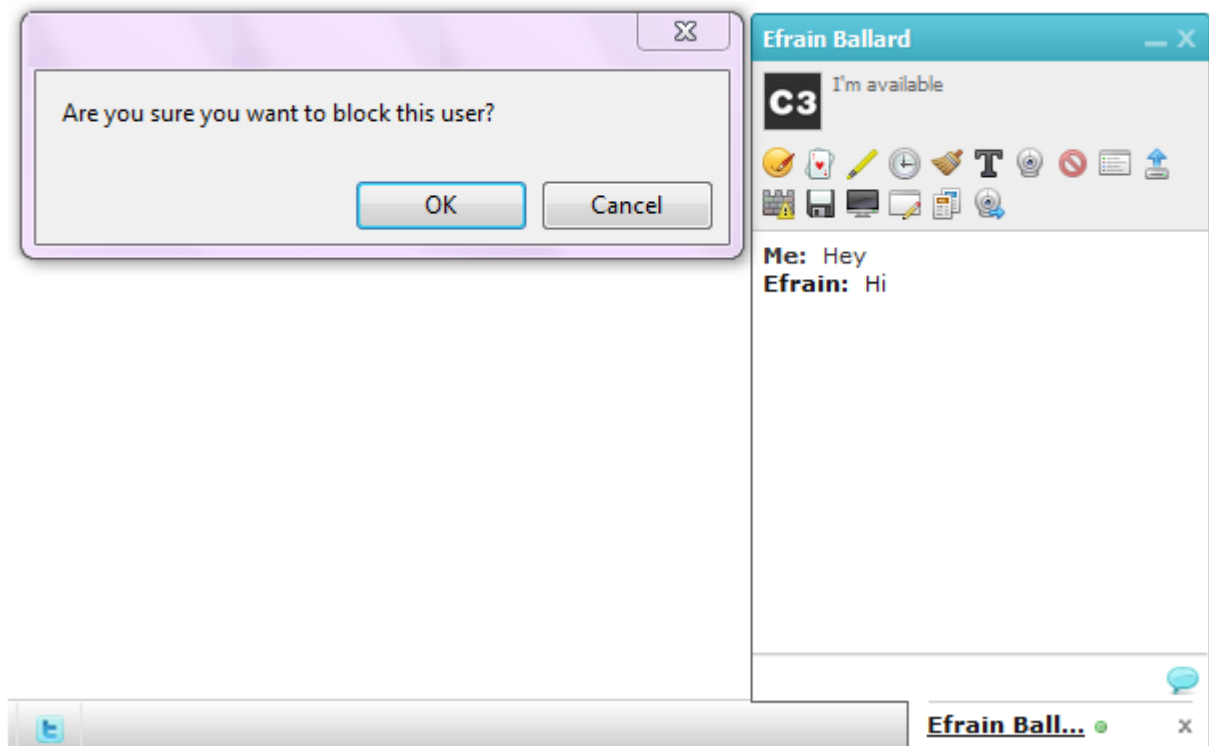 Are you sure you want to block this user?
OK
Cancel
Efrain Ballard
C3
I'm available
Me: Hey
Efrain: Hi
Efrain Ball...